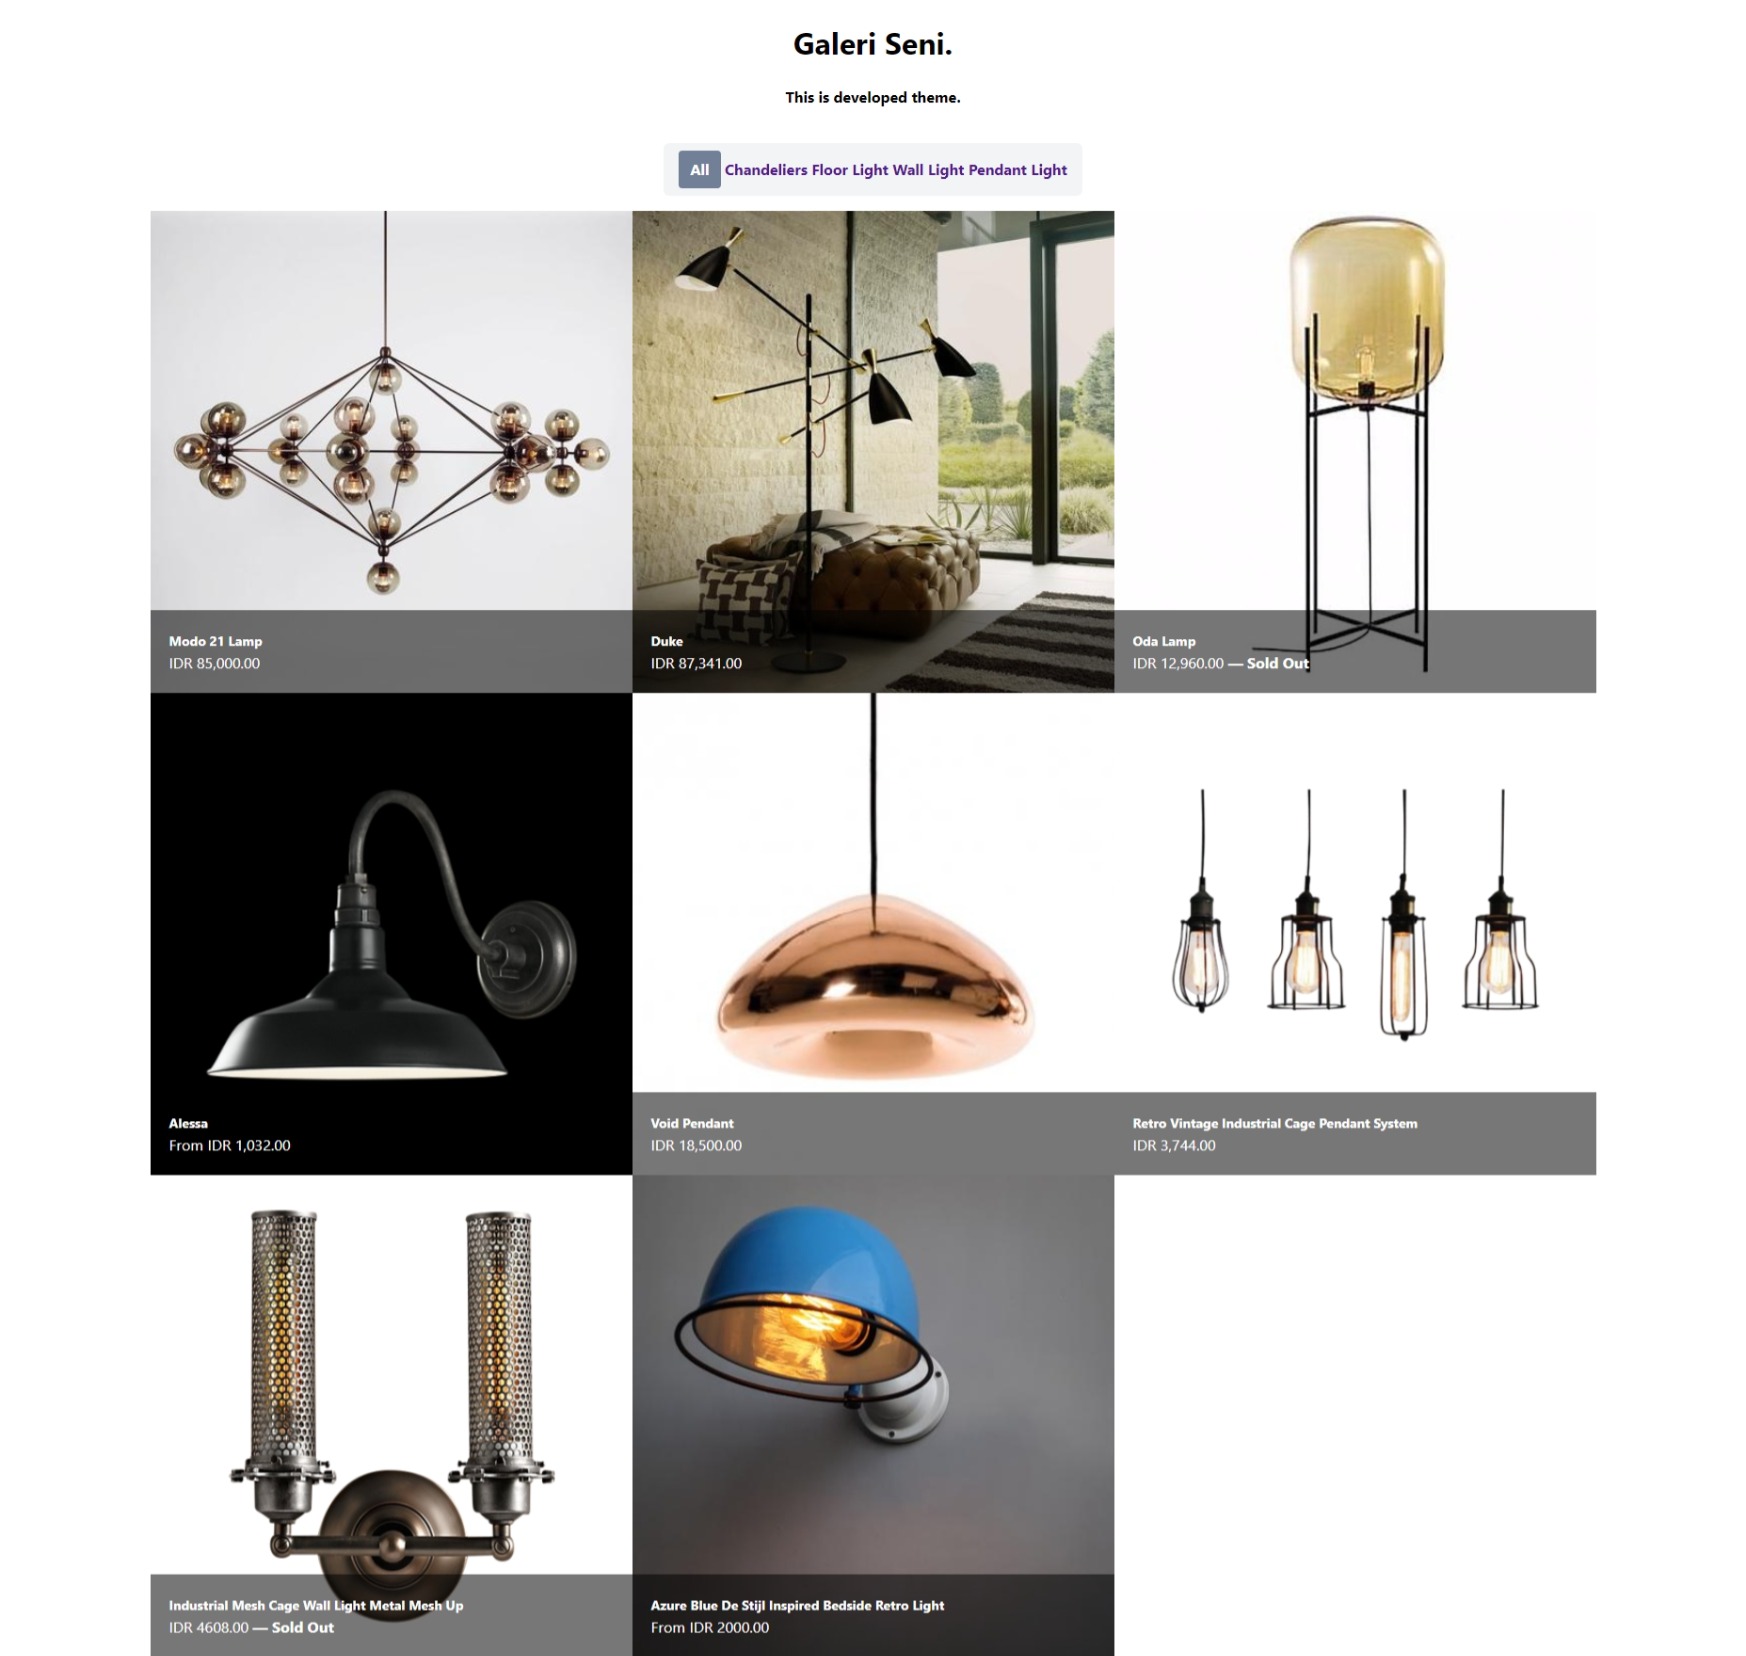 Galeri Seni.
This is developed theme.
All Chandeliers Floor Light Wall Light Pendant Light
Modo 21 Lamp
IDR 85,000.00
Duke
IDR 87,341.00
Oda Lamp
IDR 12,960.00 — Sold Out
Alessa
From IDR 1,032.00
Void Pendant
IDR 18,500.00
Retro Vintage Industrial Cage Pendant System
IDR 3,744.00
Industrial Mesh Cage Wall Light Metal Mesh Up
IDR 4608.00 — Sold Out
Azure Blue De Stijl Inspired Bedside Retro Light
From IDR 2000.00